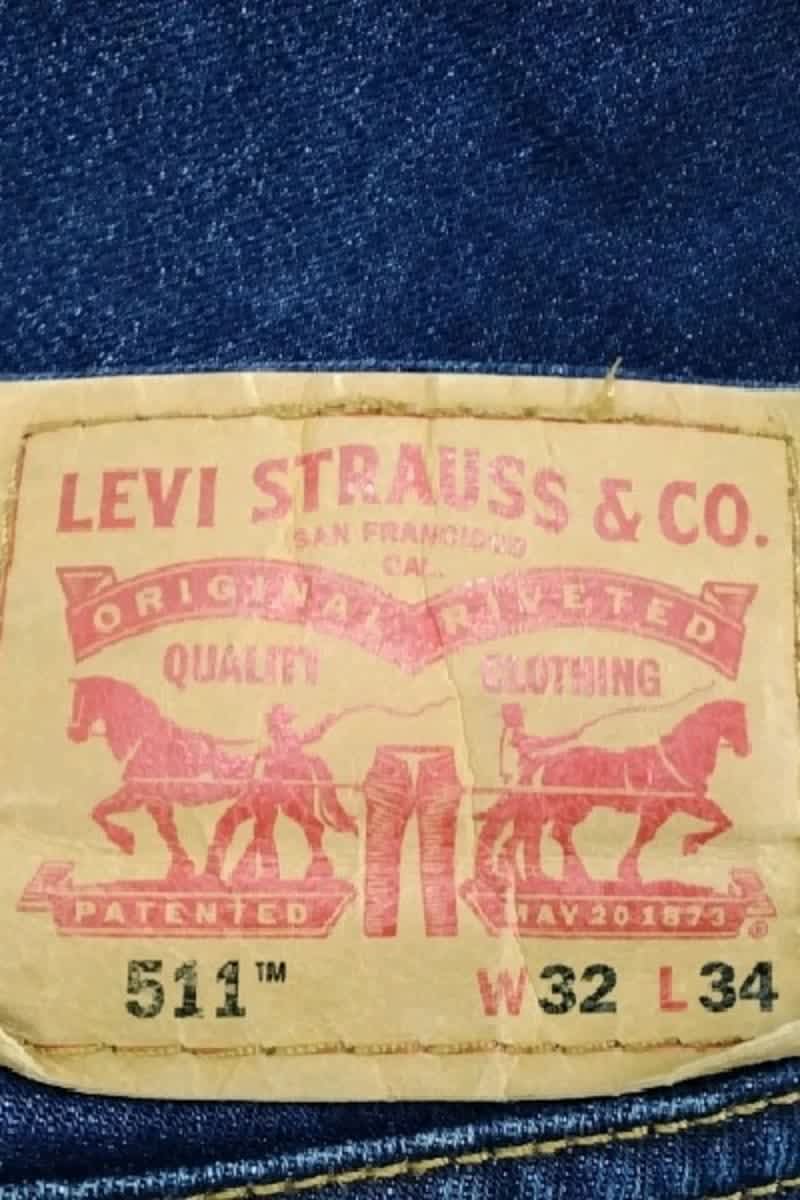 LEVI STRAUSS & CO.
SAN FRANCISCO
CAL.
ORIGINAL RIVETED
QUALITY CLOTHING
PATENTED MAY 20 1873 ®
511™ W32 L34